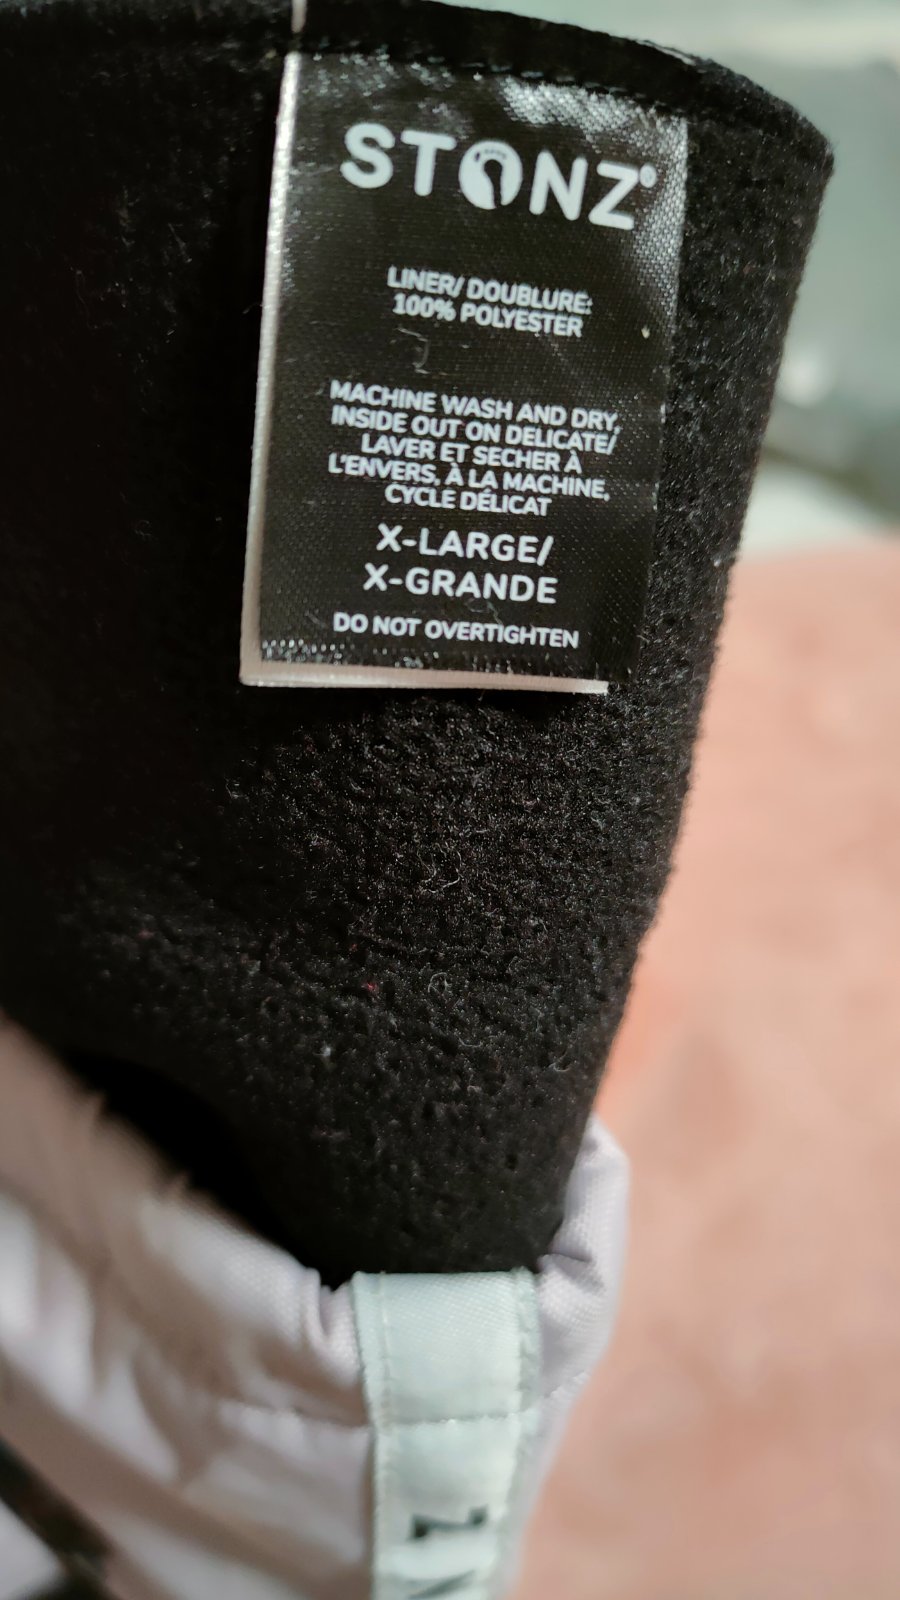 STONZ®
LINER/ DOUBLURE:
100% POLYESTER
MACHINE WASH AND DRY,
INSIDE OUT ON DELICATE/
LAVER ET SECHER À
L'ENVERS, À LA MACHINE,
CYCLE DÉLICAT
X-LARGE/
X-GRANDE
DO NOT OVERTIGHTEN